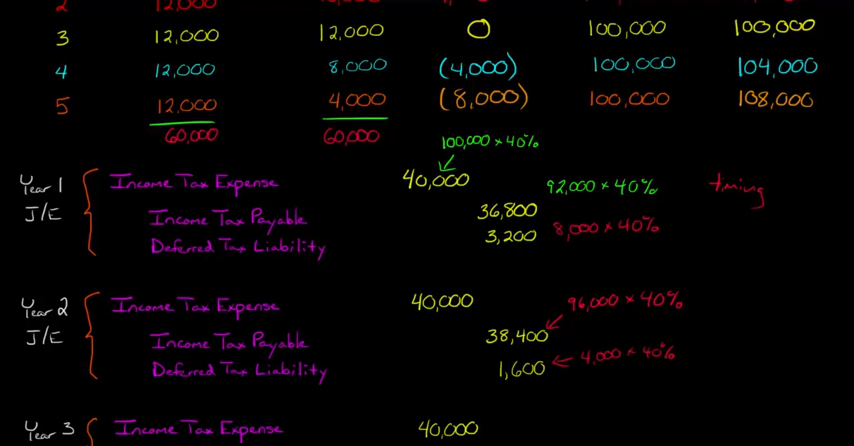 2 12,000
3 12,000 12,000 0 100,000 100,000
4 12,000 8,000 (4,000) 100,000 104,000
5 12,000 4,000 (8,000) 100,000 108,000
60,000 60,000 100,000 × 40%
Year 1 Income Tax Expense 40,000 92,000 × 40% timing
J/E Income Tax Payable 36,800
Deferred Tax Liability 3,200 8,000 × 40%
Year 2 Income Tax Expense 40,000 96,000 × 40%
J/E Income Tax Payable 38,400
Deferred Tax Liability 1,600 4,000 × 40%
Year 3 Income Tax Expense 40,000